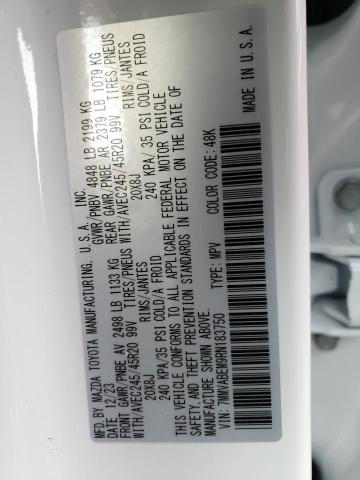 MFD. BY MAZDA TOYOTA MANUFACTURING, U.S.A., INC.
DATE 12/23 GVWR/PNBV 4848 LB 2199 KG
FRONT GAWR/PNBE AV 2498 LB 1133 KG REAR GAWR/PNBE AR 2379 LB 1079 KG
WITH/AVEC245/45R20 99V TIRES/PNEUS WITH/AVEC245/45R20 99V TIRES/PNEUS
20X8J RIMS/JANTES 20X8J RIMS/JANTES
240 KPA/35 PSI COLD/A FROID 240 KPA/35 PSI COLD/A FROID
THIS VEHICLE CONFORMS TO ALL APPLICABLE FEDERAL MOTOR VEHICLE
SAFETY AND THEFT PREVENTION STANDARDS IN EFFECT ON THE DATE OF
MANUFACTURE SHOWN ABOVE.
VIN: 7MMVABEM9RN183750 TYPE: MPV COLOR CODE: 48K MADE IN U.S.A.